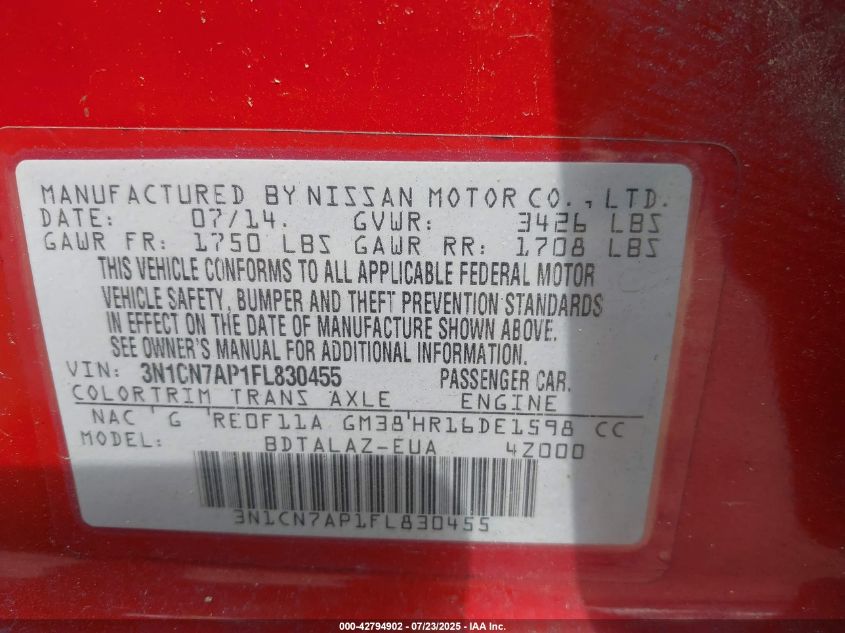 MANUFACTURED BY NISSAN MOTOR CO., LTD.
DATE: 07/14. GVWR: 3426 LBS
GAWR FR: 1750 LBS GAWR RR: 1708 LBS
THIS VEHICLE CONFORMS TO ALL APPLICABLE FEDERAL MOTOR
VEHICLE SAFETY, BUMPER AND THEFT PREVENTION STANDARDS
IN EFFECT ON THE DATE OF MANUFACTURE SHOWN ABOVE.
SEE OWNER'S MANUAL FOR ADDITIONAL INFORMATION.
VIN: 3N1CN7AP1FL830455 PASSENGER CAR.
COLOR TRIM TRANS AXLE ENGINE
NAC ' G 'RE0F11A GM38'HR16DE1598 CC
MODEL: BDTALAZ-EUA 4Z000
3N1CN7AP1FL830455
000-42794902 - 07/23/2025 - IAA Inc.